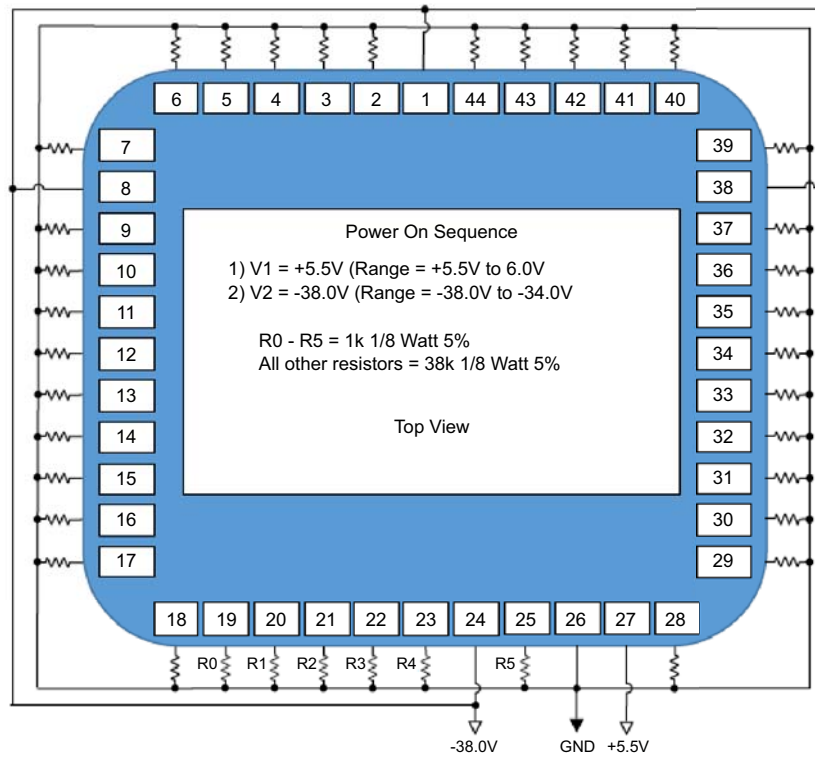 6 5 4 3 2 1 44 43 42 41 40
7 39
8 38
9 37
10 36
11 35
12 34
13 33
14 32
15 31
16 30
17 29
Power On Sequence
1) V1 = +5.5V (Range = +5.5V to 6.0V
2) V2 = -38.0V (Range = -38.0V to -34.0V
R0 - R5 = 1k 1/8 Watt 5%
All other resistors = 38k 1/8 Watt 5%
Top View
18 19 20 21 22 23 24 25 26 27 28
R0 R1 R2 R3 R4 R5
-38.0V GND +5.5V